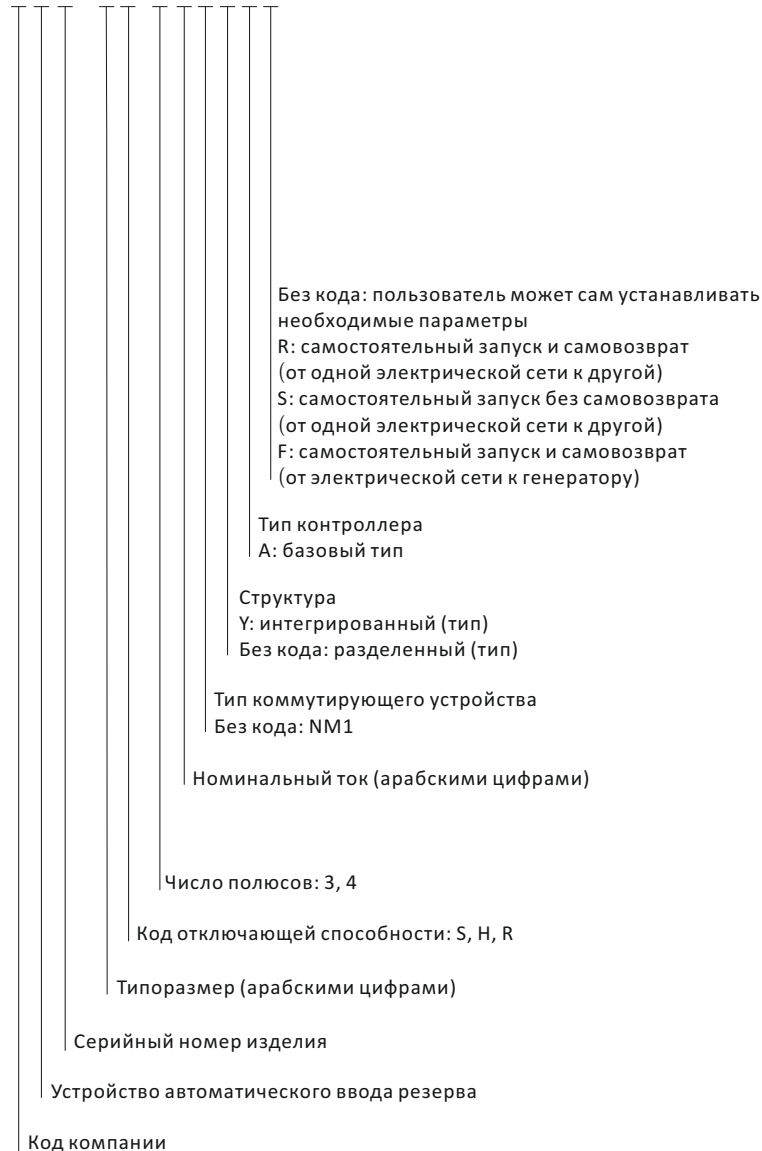 Без кода: пользователь может сам устанавливать
необходимые параметры
R: самостоятельный запуск и самовозврат
(от одной электрической сети к другой)
S: самостоятельный запуск без самовозврата
(от одной электрической сети к другой)
F: самостоятельный запуск и самовозврат
(от электрической сети к генератору)
Тип контроллера
A: базовый тип
Структура
Y: интегрированный (тип)
Без кода: разделенный (тип)
Тип коммутирующего устройства
Без кода: NM1
Номинальный ток (арабскими цифрами)
Число полюсов: 3, 4
Код отключающей способности: S, H, R
Типоразмер (арабскими цифрами)
Серийный номер изделия
Устройство автоматического ввода резерва
Код компании